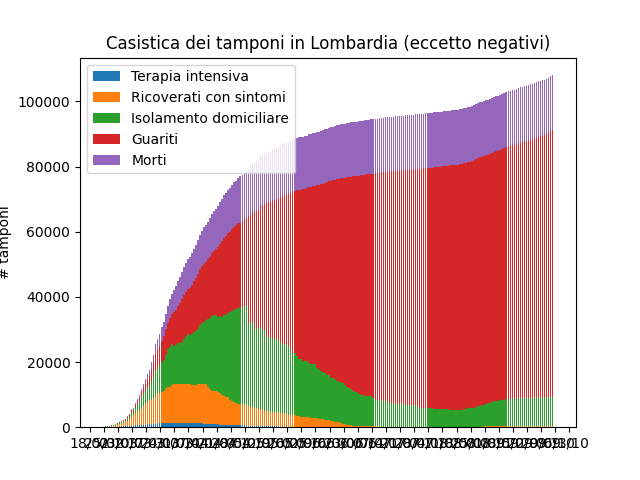 Casistica dei tamponi in Lombardia (eccetto negativi)
Terapia intensiva
Ricoverati con sintomi
Isolamento domiciliare
Guariti
Morti
100000
80000
60000
40000
20000
0
# tamponi